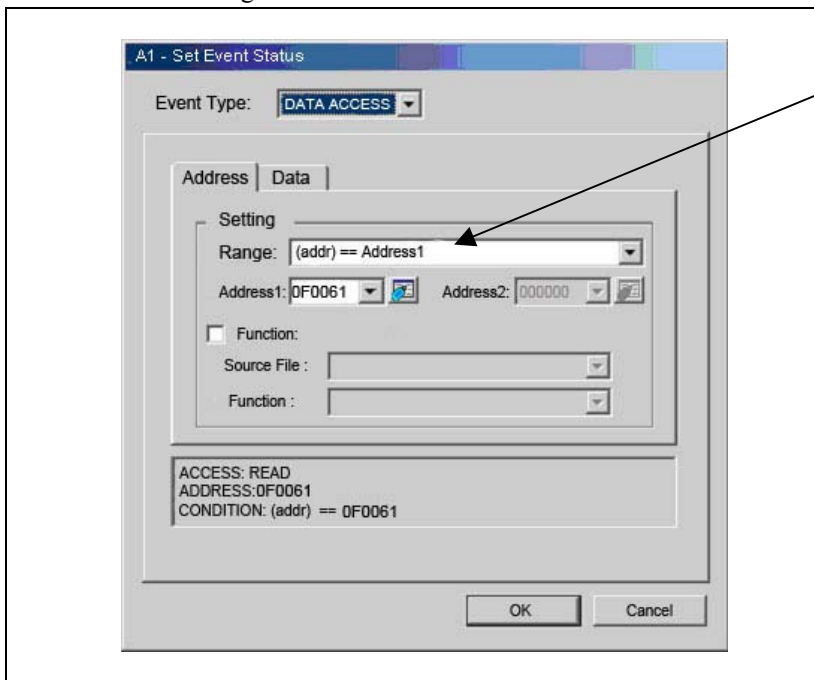 A1 - Set Event Status
Event Type: DATA ACCESS
Address Data
Setting
Range: (addr) == Address1
Address1: 0F0061 Address2: 000000
Function:
Source File :
Function :
ACCESS: READ
ADDRESS:0F0061
CONDITION: (addr) == 0F0061
OK Cancel